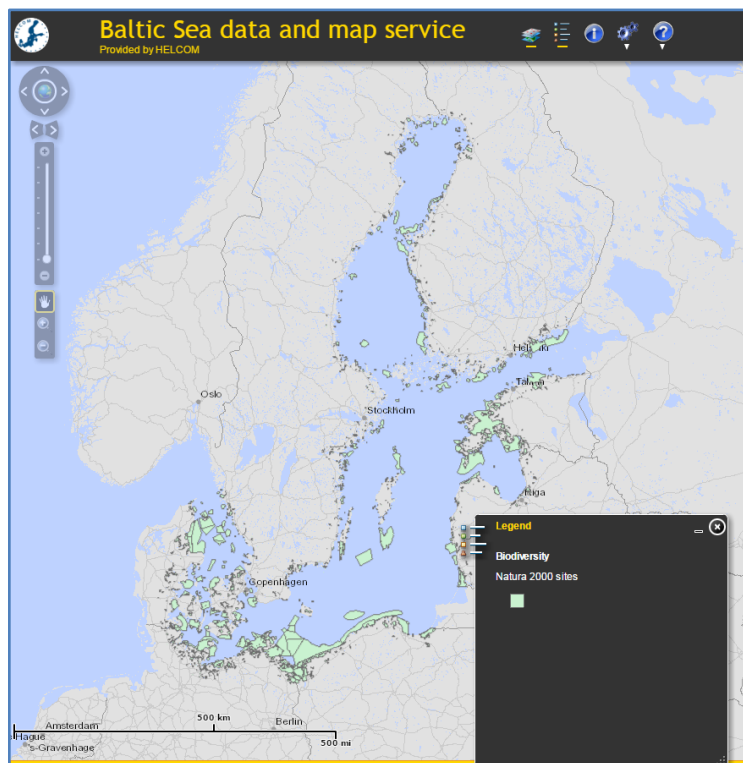 Baltic Sea data and map service
Provided by HELCOM
Oslo
Stockholm
Helsinki
Tallinn
Riga
Copenhagen
Legend
Biodiversity
Natura 2000 sites
500 km
Amsterdam
Berlin
Hague
's-Gravenhage
500 mi